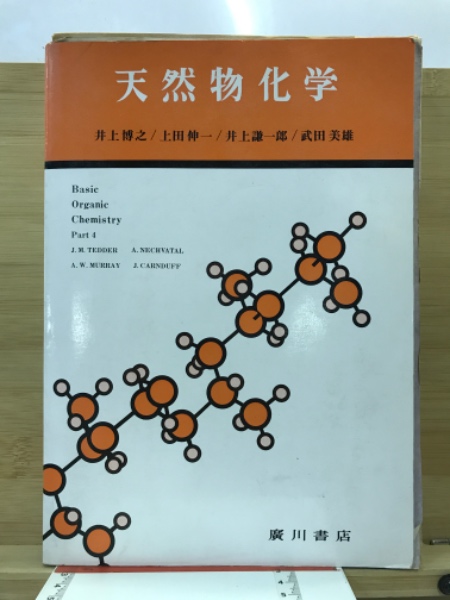 天然物化学
井上博之/上田伸一/井上謙一郎/武田美雄
Basic
Organic
Chemistry
Part 4
J. M. TEDDER A. NECHVATAL
A. W. MURRAY J. CARNDUFF
廣川書店